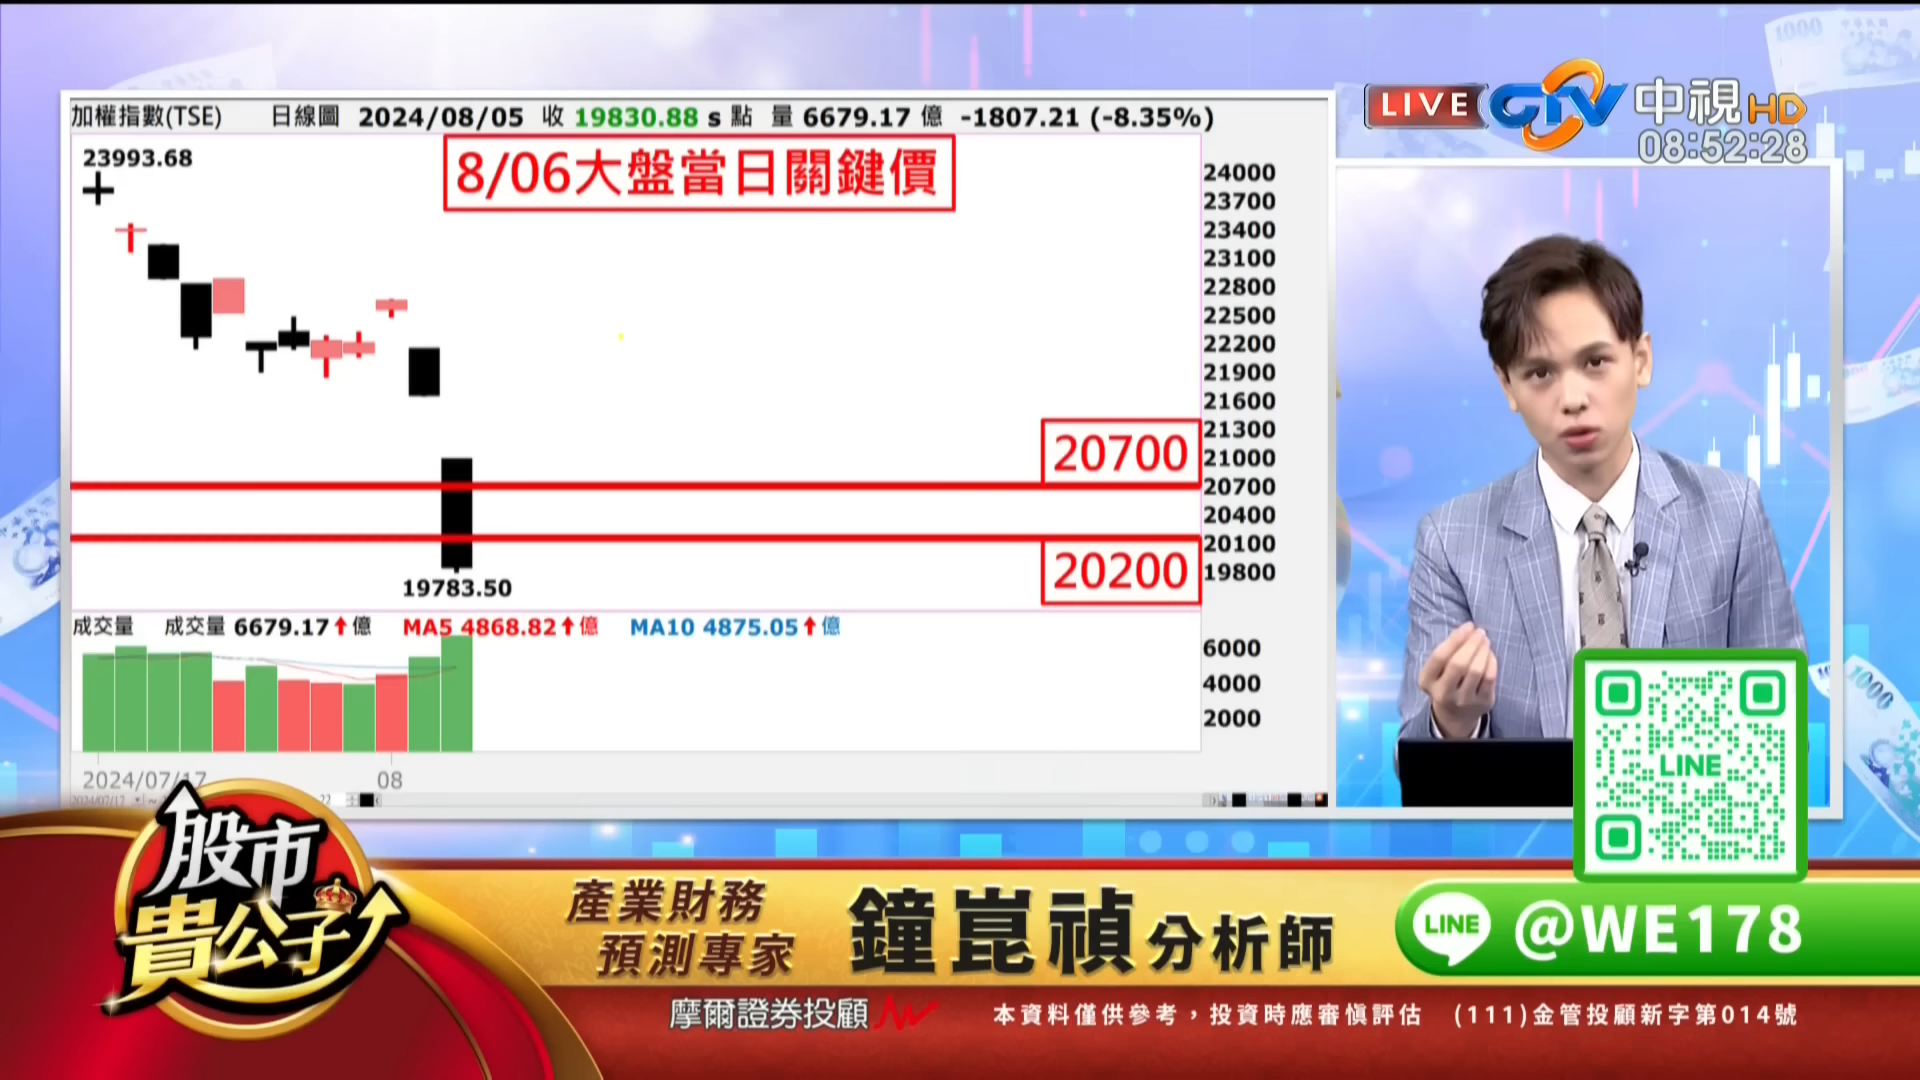 加權指數(TSE) 日線圖 2024/08/05 收 19830.88 s 點 量 6679.17 億 -1807.21 (-8.35%)
LIVE CTV 中視HD
08:52:28
8/06大盤當日關鍵價
23993.68
24000
23700
23400
23100
22800
22500
22200
21900
21600
21300
21000
20700
20400
20100
19800
20700
20200
19783.50
成交量 成交量 6679.17↑億 MA5 4868.82↑億 MA10 4875.05↑億
6000
4000
2000
2024/07/17 08
LINE
股市
貴公子
產業財務
預測專家
鐘崑禎分析師
LINE @WE178
摩爾證券投顧
本資料僅供參考，投資時應審慎評估 (111)金管投顧新字第014號